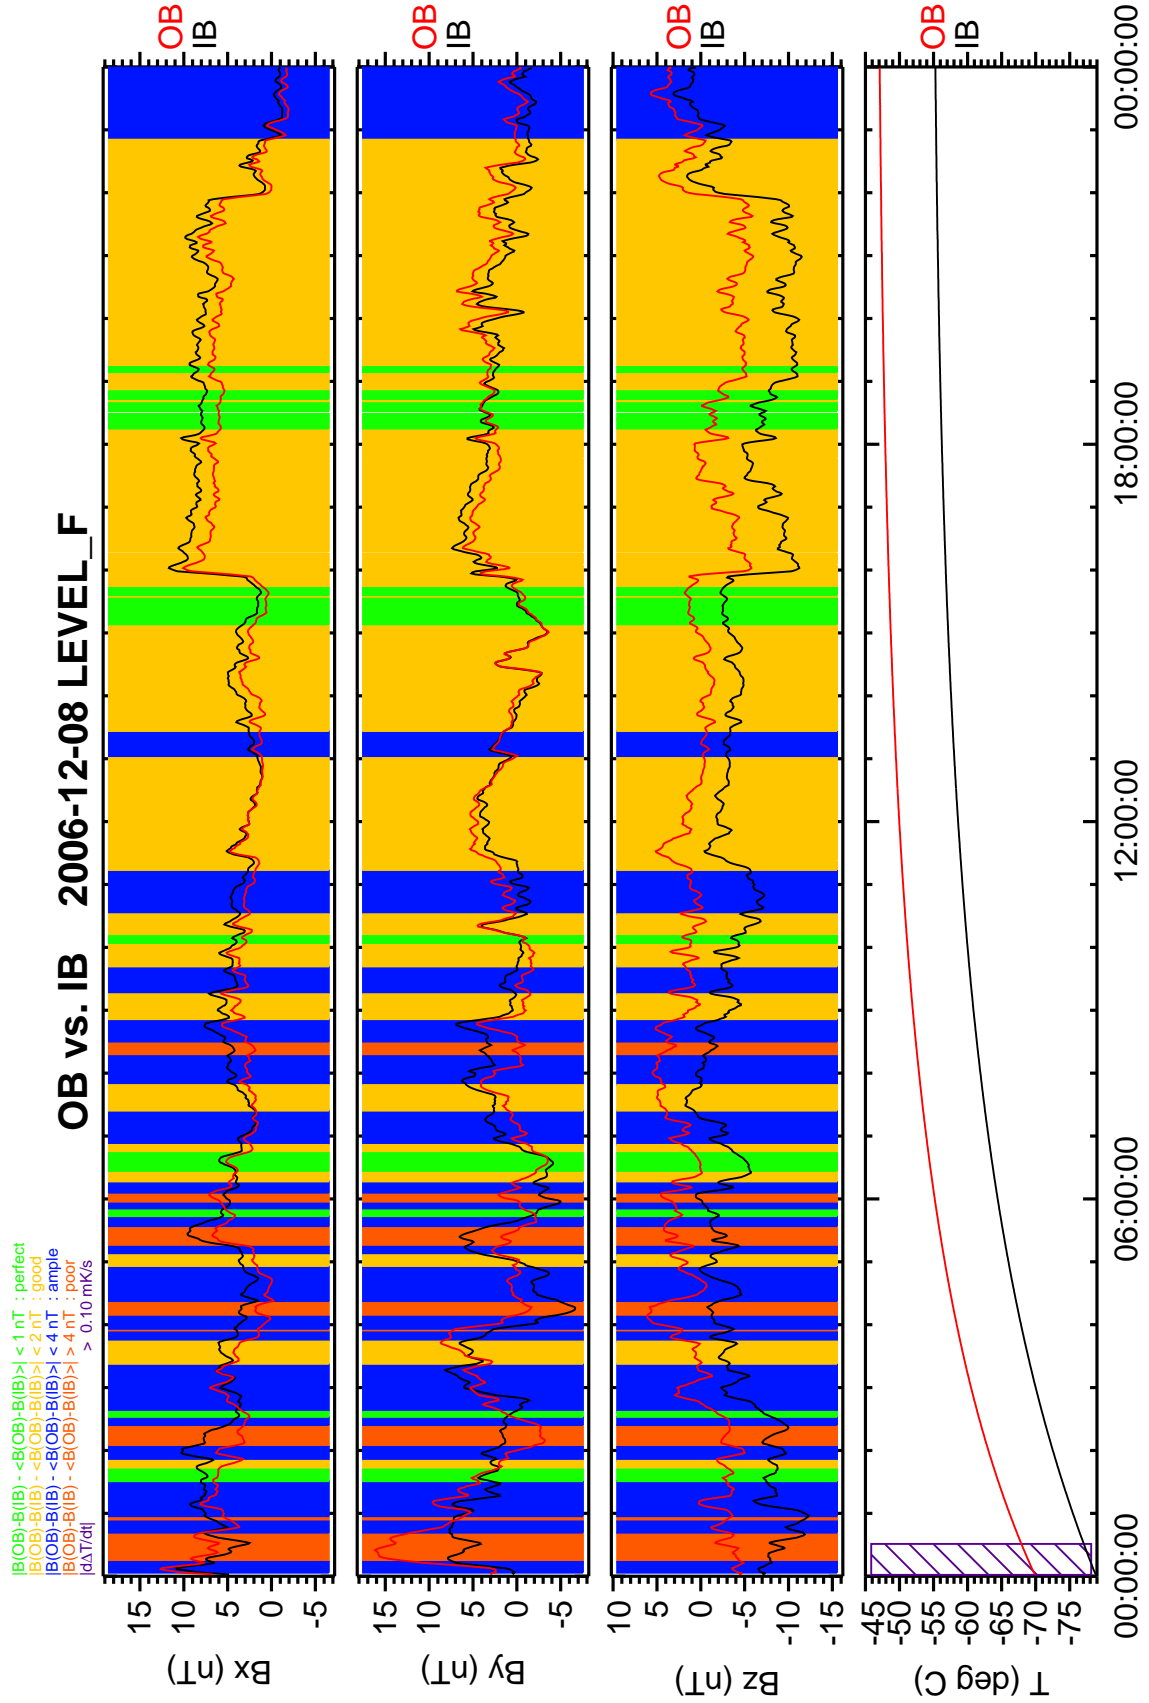 OB vs. IB 2006-12-08 LEVEL_F
|B(OB)-B(IB) - <B(OB)-B(IB)>| < 1 nT : perfect
|B(OB)-B(IB) - <B(OB)-B(IB)>| < 2 nT : good
|B(OB)-B(IB) - <B(OB)-B(IB)>| < 4 nT : ample
|B(OB)-B(IB) - <B(OB)-B(IB)>| > 4 nT : poor
|dΔT/dt| > 0.10 mK/s
Bx (nT)
15
10
5
0
-5
OB
IB
By (nT)
15
10
5
0
-5
OB
IB
Bz (nT)
10
5
0
-5
-10
-15
OB
IB
T (deg C)
-45
-50
-55
-60
-65
-70
-75
OB
IB
00:00:00 06:00:00 12:00:00 18:00:00 00:00:00